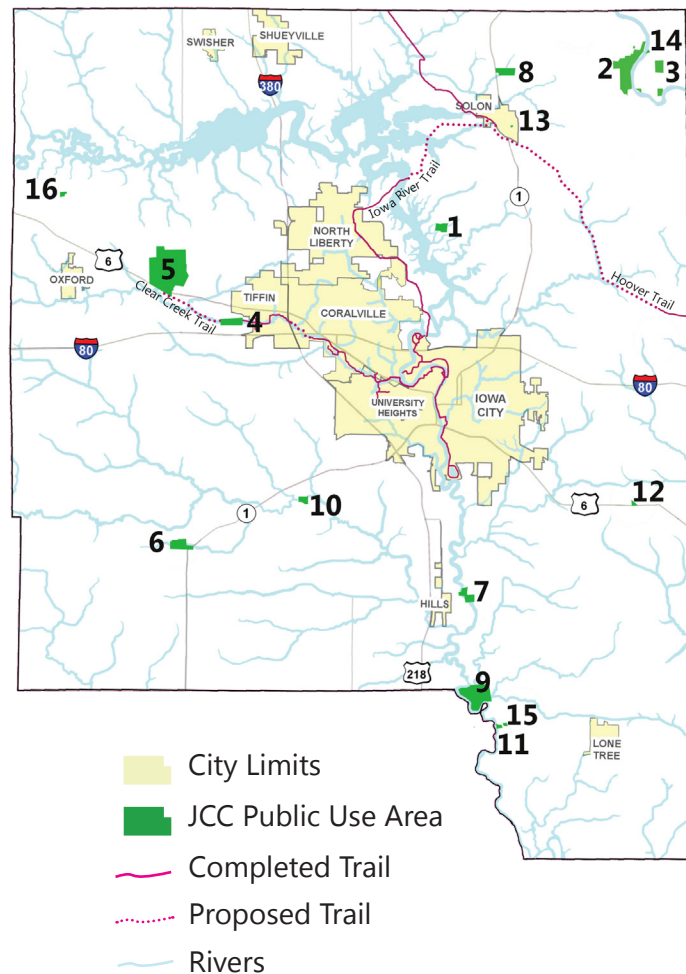 SHUEYVILLE
SWISHER
14
2
3
8
380
SOLON
13
16
Iowa River Trail
1
1
NORTH
LIBERTY
6
5
OXFORD
Hoover Trail
TIFFIN
Clear Creek Trail
4
CORALVILLE
80
80
UNIVERSITY
HEIGHTS
IOWA
CITY
12
10
6
1
6
7
HILLS
218
9
15
11
LONE
TREE
City Limits
JCC Public Use Area
Completed Trail
Proposed Trail
Rivers